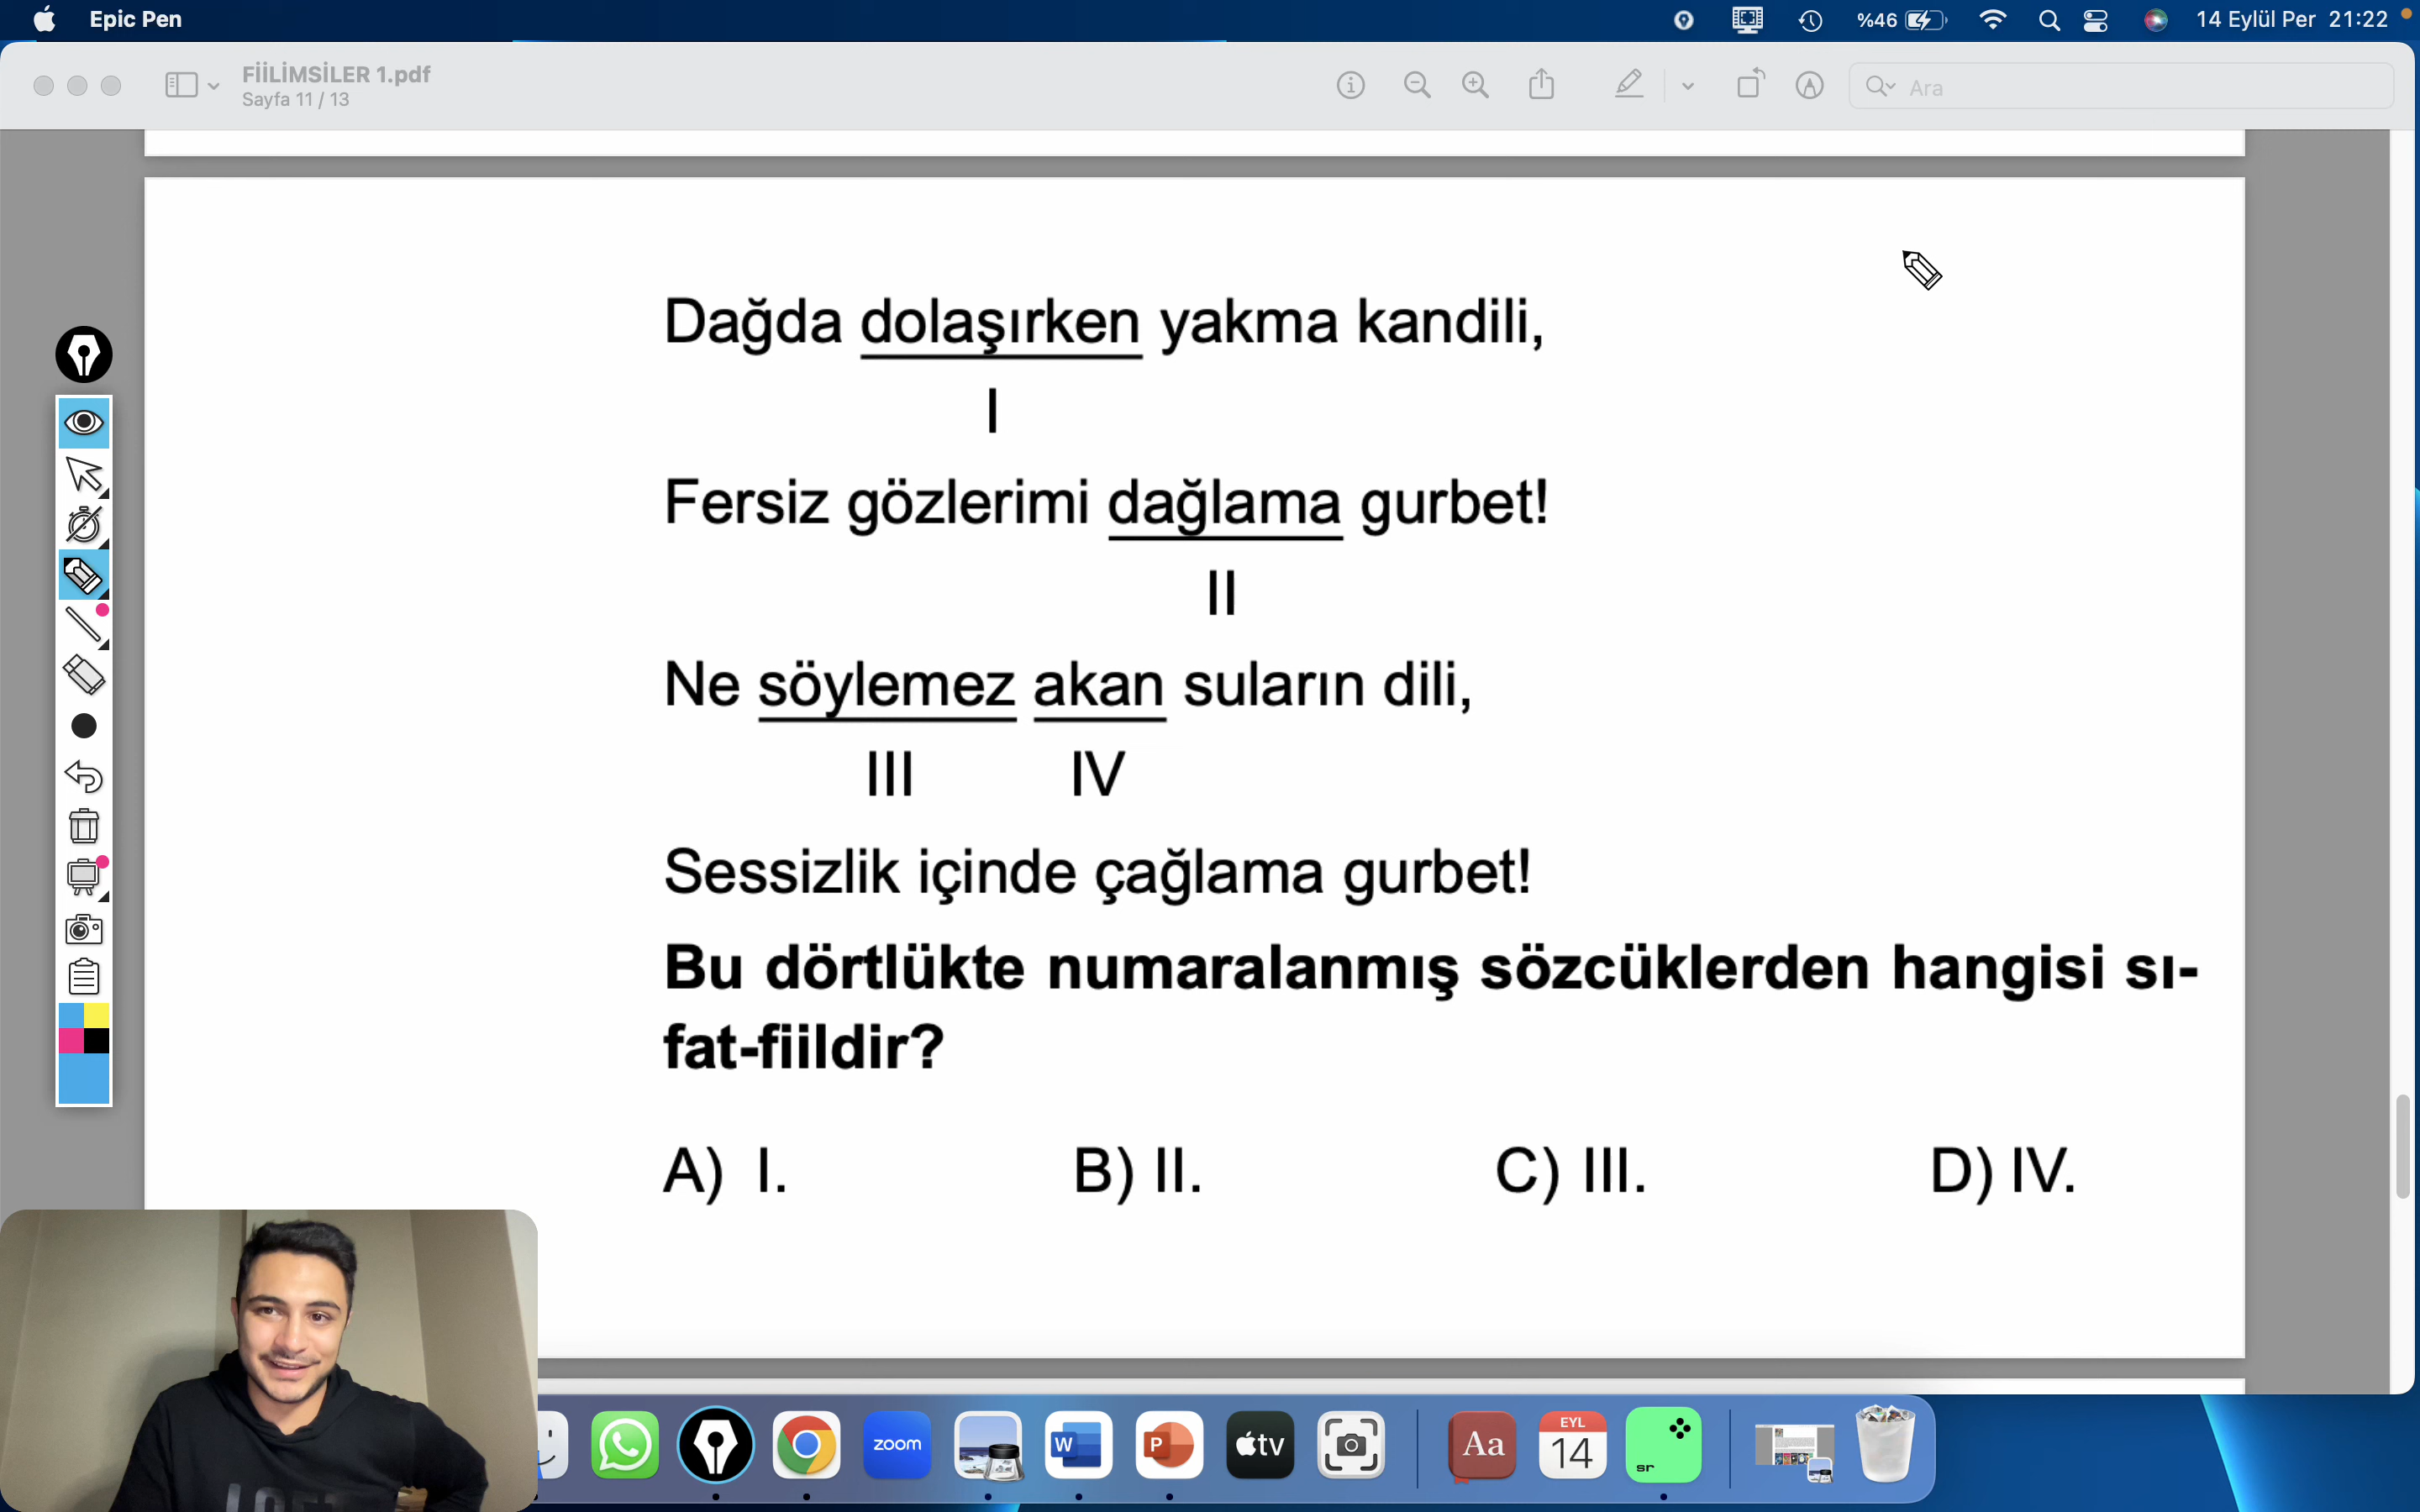 Epic Pen
%46
14 Eylül Per 21:22
FİİLİMSİLER 1.pdf
Sayfa 11 / 13
Ara
Dağda dolaşırken yakma kandili,
I
Fersiz gözlerimi dağlama gurbet!
II
Ne söylemez akan suların dili,
III IV
Sessizlik içinde çağlama gurbet!
Bu dörtlükte numaralanmış sözcüklerden hangisi sı-
fat-fiildir?
A) I. B) II. C) III. D) IV.
zoom
W
P
tv
Aa
EYL
14
sr